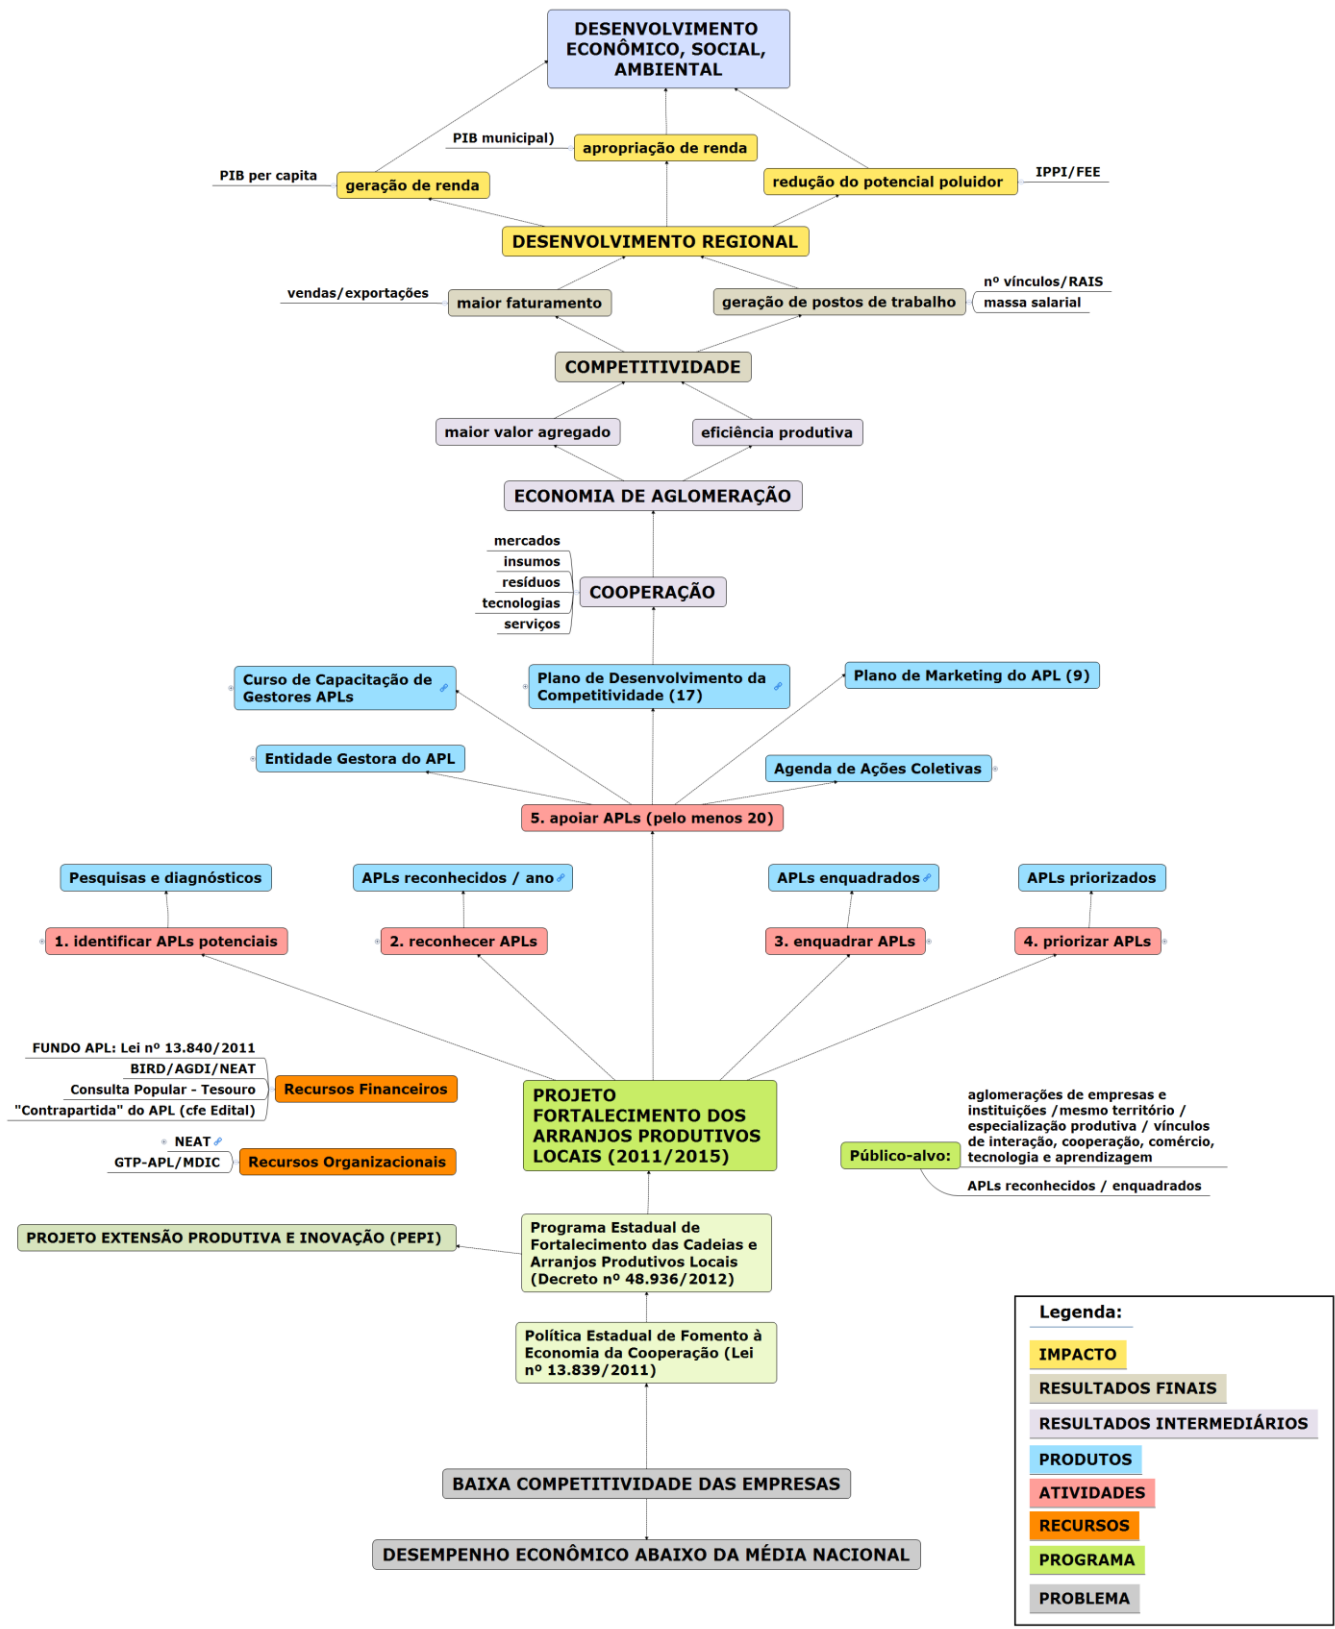 DESENVOLVIMENTO
ECONÔMICO, SOCIAL,
AMBIENTAL
PIB municipal)
apropriação de renda
PIB per capita
geração de renda
redução do potencial poluidor
IPPI/FEE
DESENVOLVIMENTO REGIONAL
vendas/exportações
maior faturamento
geração de postos de trabalho
nº vínculos/RAIS
massa salarial
COMPETITIVIDADE
maior valor agregado
eficiência produtiva
ECONOMIA DE AGLOMERAÇÃO
mercados
insumos
resíduos
tecnologias
serviços
COOPERAÇÃO
Curso de Capacitação de
Gestores APLs
Plano de Desenvolvimento da
Competitividade (17)
Plano de Marketing do APL (9)
Entidade Gestora do APL
Agenda de Ações Coletivas
5. apoiar APLs (pelo menos 20)
Pesquisas e diagnósticos
APLs reconhecidos / ano
APLs enquadrados
APLs priorizados
1. identificar APLs potenciais
2. reconhecer APLs
3. enquadrar APLs
4. priorizar APLs
FUNDO APL: Lei nº 13.840/2011
BIRD/AGDI/NEAT
Consulta Popular - Tesouro
"Contrapartida" do APL (cfe Edital)
Recursos Financeiros
NEAT
GTP-APL/MDIC
Recursos Organizacionais
PROJETO
FORTALECIMENTO DOS
ARRANJOS PRODUTIVOS
LOCAIS (2011/2015)
Público-alvo:
aglomerações de empresas e
instituições /mesmo território /
especialização produtiva / vínculos
de interação, cooperação, comércio,
tecnologia e aprendizagem
APLs reconhecidos / enquadrados
PROJETO EXTENSÃO PRODUTIVA E INOVAÇÃO (PEPI)
Programa Estadual de
Fortalecimento das Cadeias e
Arranjos Produtivos Locais
(Decreto nº 48.936/2012)
Política Estadual de Fomento à
Economia da Cooperação (Lei
nº 13.839/2011)
BAIXA COMPETITIVIDADE DAS EMPRESAS
DESEMPENHO ECONÔMICO ABAIXO DA MÉDIA NACIONAL
Legenda:
IMPACTO
RESULTADOS FINAIS
RESULTADOS INTERMEDIÁRIOS
PRODUTOS
ATIVIDADES
RECURSOS
PROGRAMA
PROBLEMA